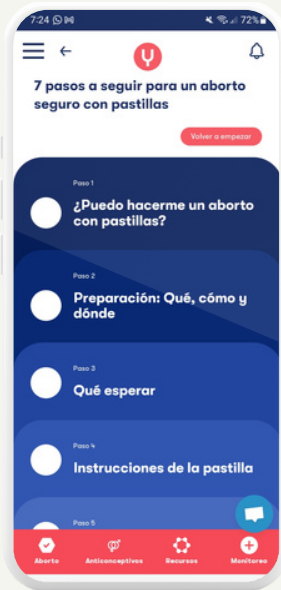 7:24
72%
7 pasos a seguir para un aborto
seguro con pastillas
Volver a empezar
Paso 1
¿Puedo hacerme un aborto
con pastillas?
Paso 2
Preparación: Qué, cómo y
dónde
Paso 3
Qué esperar
Paso 4
Instrucciones de la pastilla
Paso 5
Aborto Anticonceptivos Recursos Monitoreo